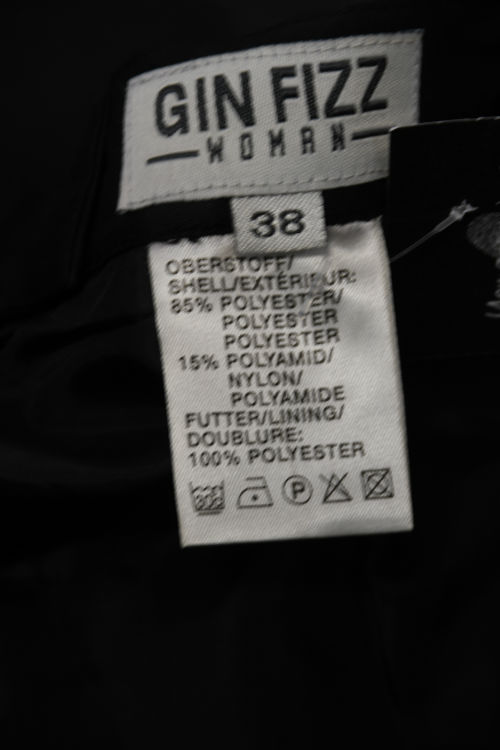 GIN FIZZ
WOMAN
38
OBERSTOFF/
SHELL/EXTÉRIEUR:
85% POLYESTER/
POLYESTER
POLYESTER
15% POLYAMID/
NYLON/
POLYAMIDE
FUTTER/LINING/
DOUBLURE:
100% POLYESTER
30°
P